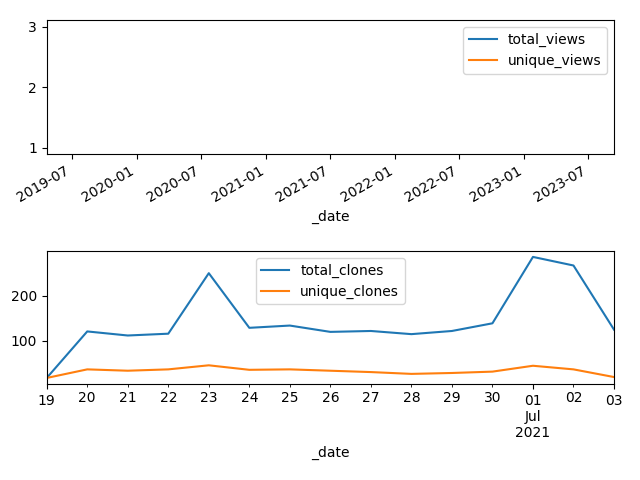 3
2
1
total_views
unique_views
2019-07 2020-01 2020-07 2021-01 2021-07 2022-01 2022-07 2023-01 2023-07
_date
200
100
total_clones
unique_clones
19 20 21 22 23 24 25 26 27 28 29 30 01 02 03
Jul
2021
_date